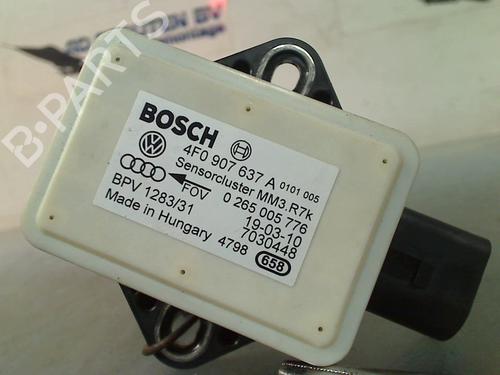 B-PARTS
BOSCH
4F0 907 637 A 0101 005
Sensorcluster MM3.R7k
FOV 0 265 005 776
BPV 1283/31 19-03-10
Made in Hungary 4798 7030448
658